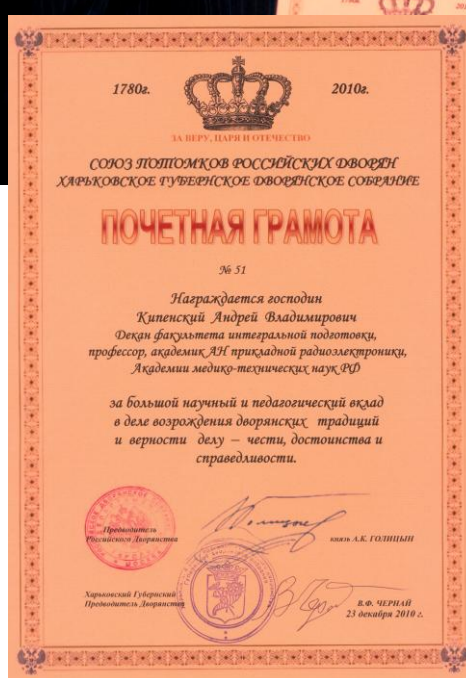 1780г.
2010г.
ЗА ВЕРУ, ЦАРЯ И ОТЕЧЕСТВО
СОЮЗ ПОТОМКОВ РОССИЙСКИХ ДВОРЯН
ХАРЬКОВСКОЕ ГУБЕРНСКОЕ ДВОРЯНСКОЕ СОБРАНИЕ
ПОЧЕТНАЯ ГРАМОТА
№ 51
Награждается господин
Кипенский Андрей Владимирович
Декан факультета интегральной подготовки,
профессор, академик АН прикладной радиоэлектроники,
Академии медико-технических наук РФ
за большой научный и педагогический вклад
в деле возрождения дворянских традиций
и верности делу – чести, достоинства и
справедливости.
Предводитель
Российского Дворянства
князь А.К. ГОЛИЦЫН
Харьковский Губернский
Предводитель Дворянства
В.Ф. ЧЕРНАЙ
23 декабря 2010 г.